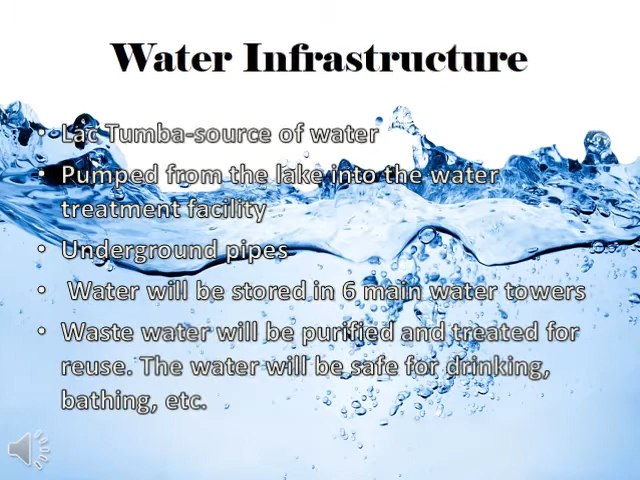 Water Infrastructure
• Lac Tumba-source of water
• Pumped from the lake into the water
treatment facility
• Underground pipes
• Water will be stored in 6 main water towers
• Waste water will be purified and treated for
reuse. The water will be safe for drinking,
bathing, etc.